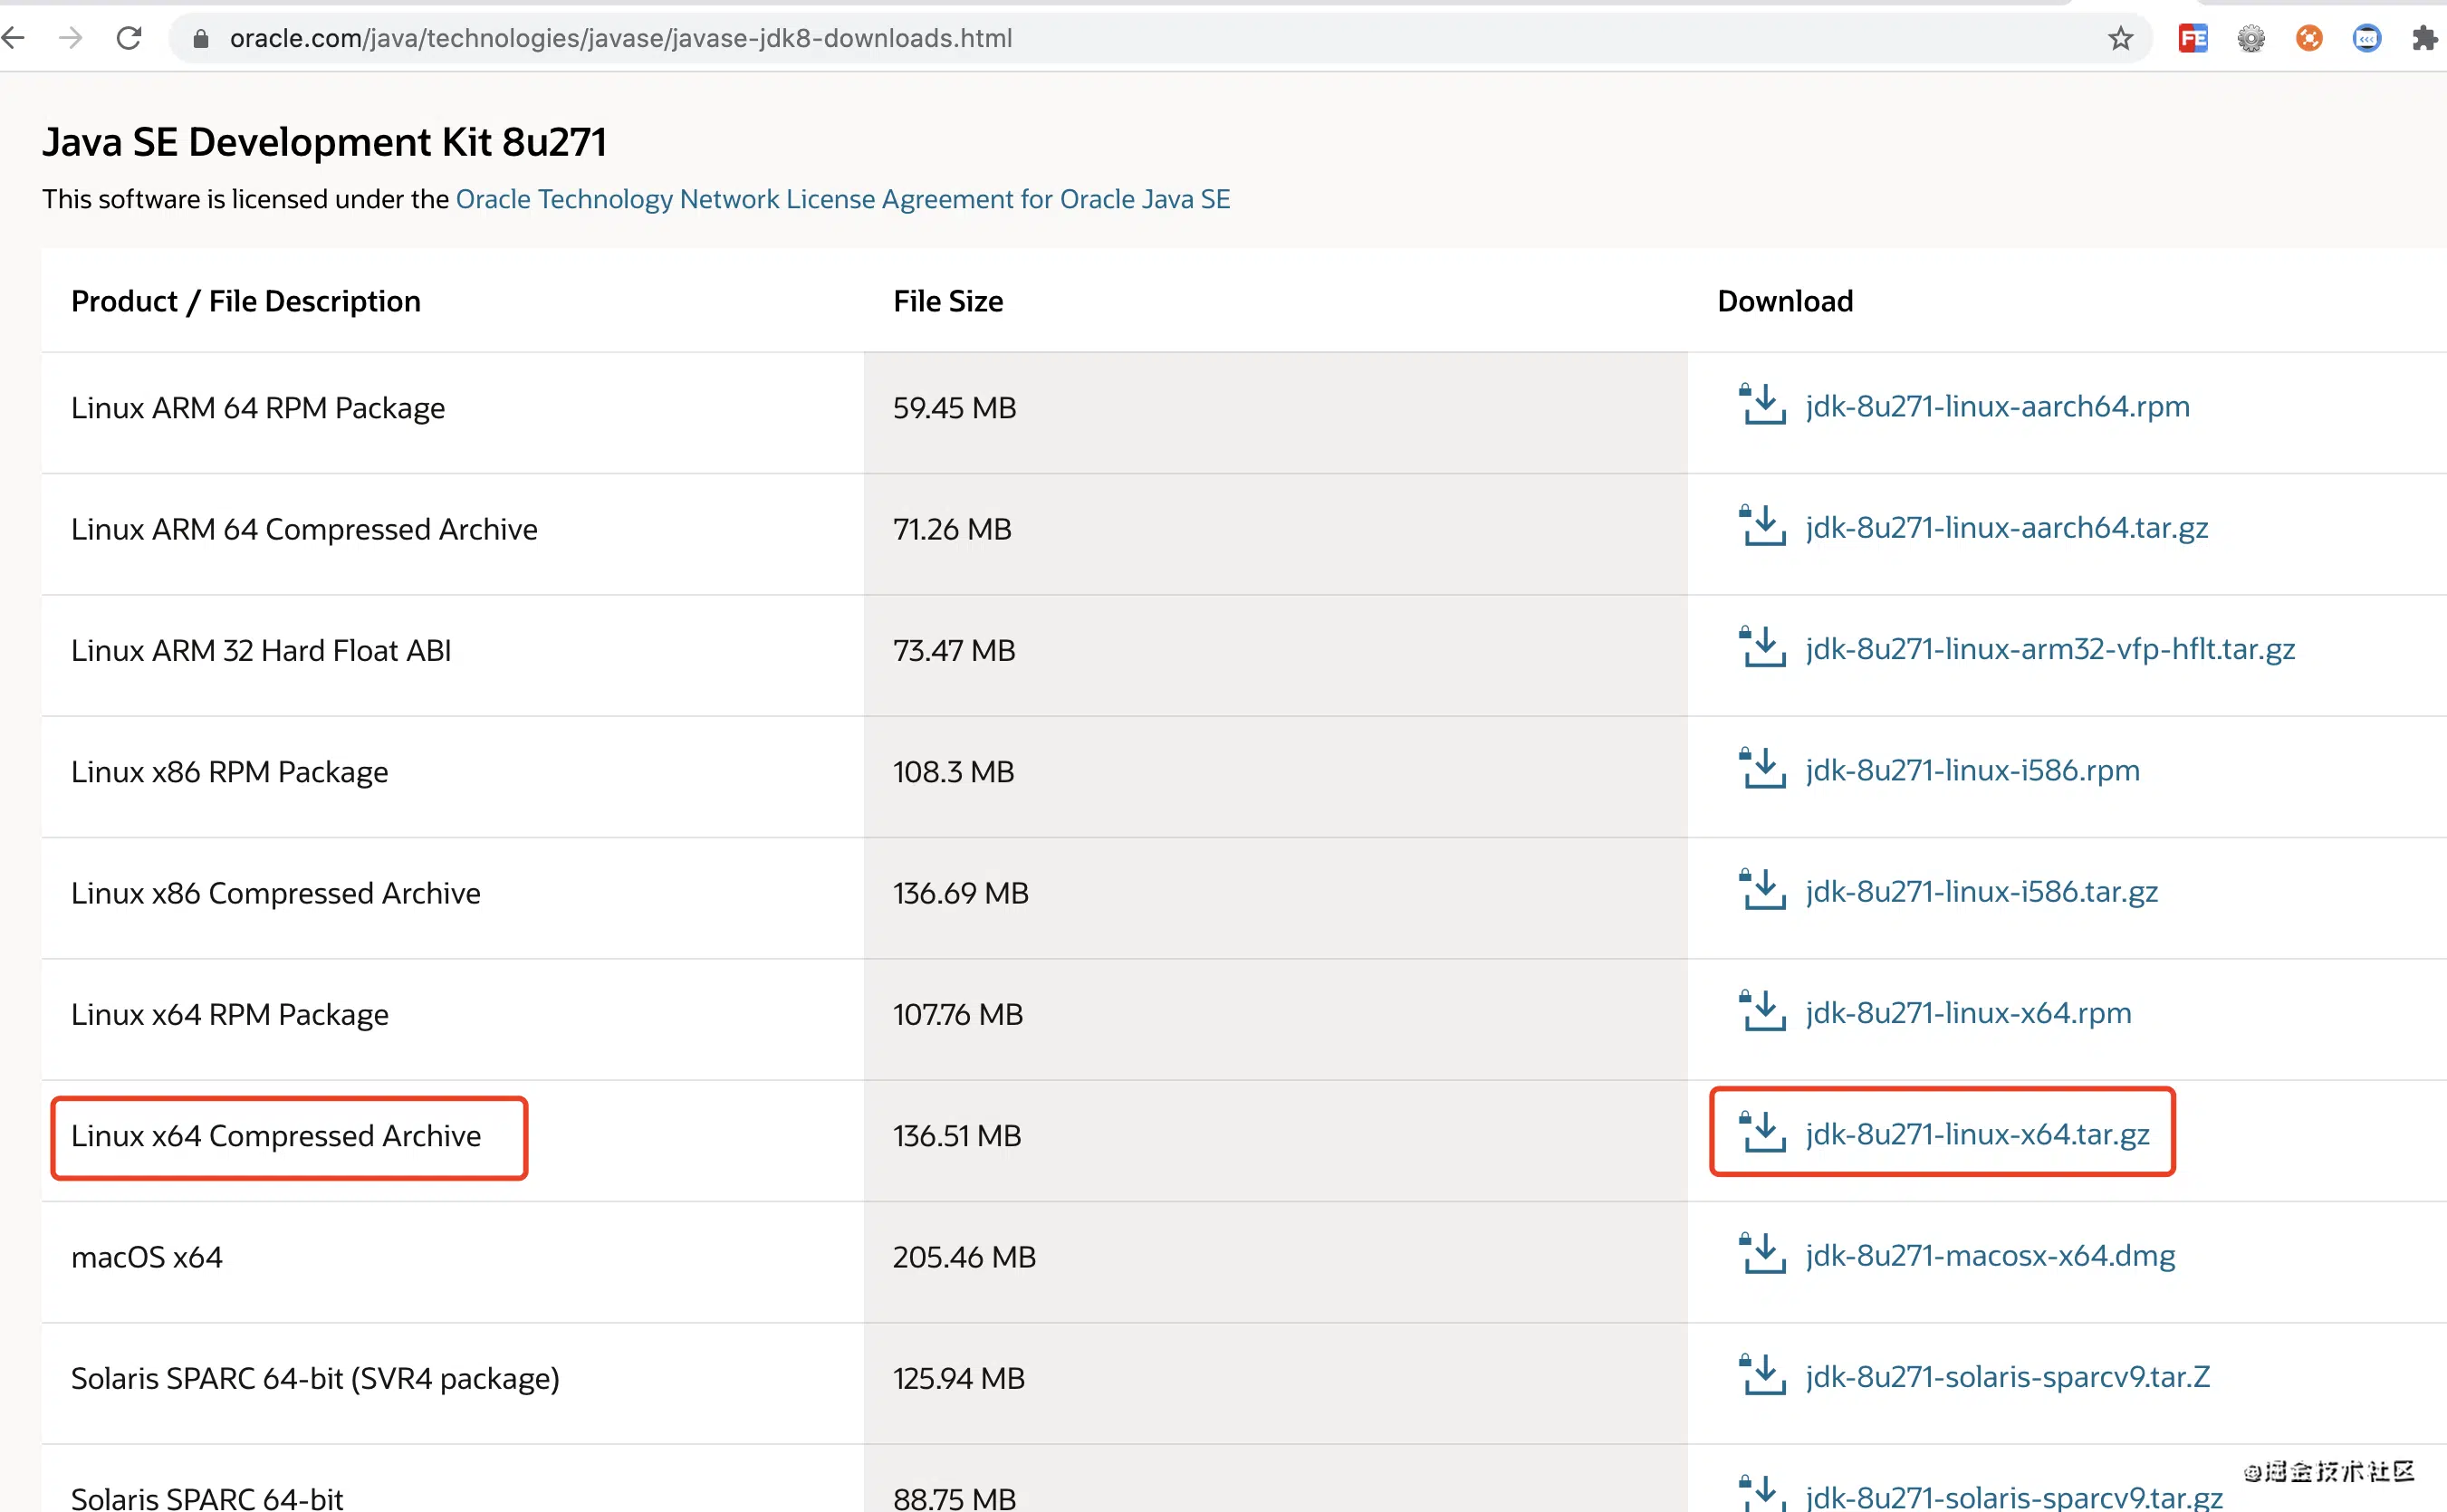 oracle.com/java/technologies/javase/javase-jdk8-downloads.html
FE
Java SE Development Kit 8u271
This software is licensed under the Oracle Technology Network License Agreement for Oracle Java SE
Product / File Description File Size Download
Linux ARM 64 RPM Package 59.45 MB jdk-8u271-linux-aarch64.rpm
Linux ARM 64 Compressed Archive 71.26 MB jdk-8u271-linux-aarch64.tar.gz
Linux ARM 32 Hard Float ABI 73.47 MB jdk-8u271-linux-arm32-vfp-hflt.tar.gz
Linux x86 RPM Package 108.3 MB jdk-8u271-linux-i586.rpm
Linux x86 Compressed Archive 136.69 MB jdk-8u271-linux-i586.tar.gz
Linux x64 RPM Package 107.76 MB jdk-8u271-linux-x64.rpm
Linux x64 Compressed Archive 136.51 MB jdk-8u271-linux-x64.tar.gz
macOS x64 205.46 MB jdk-8u271-macosx-x64.dmg
Solaris SPARC 64-bit (SVR4 package) 125.94 MB jdk-8u271-solaris-sparcv9.tar.Z
Solaris SPARC 64-bit 88.75 MB jdk-8u271-solaris-sparcv9.tar.gz
@掘金技术社区